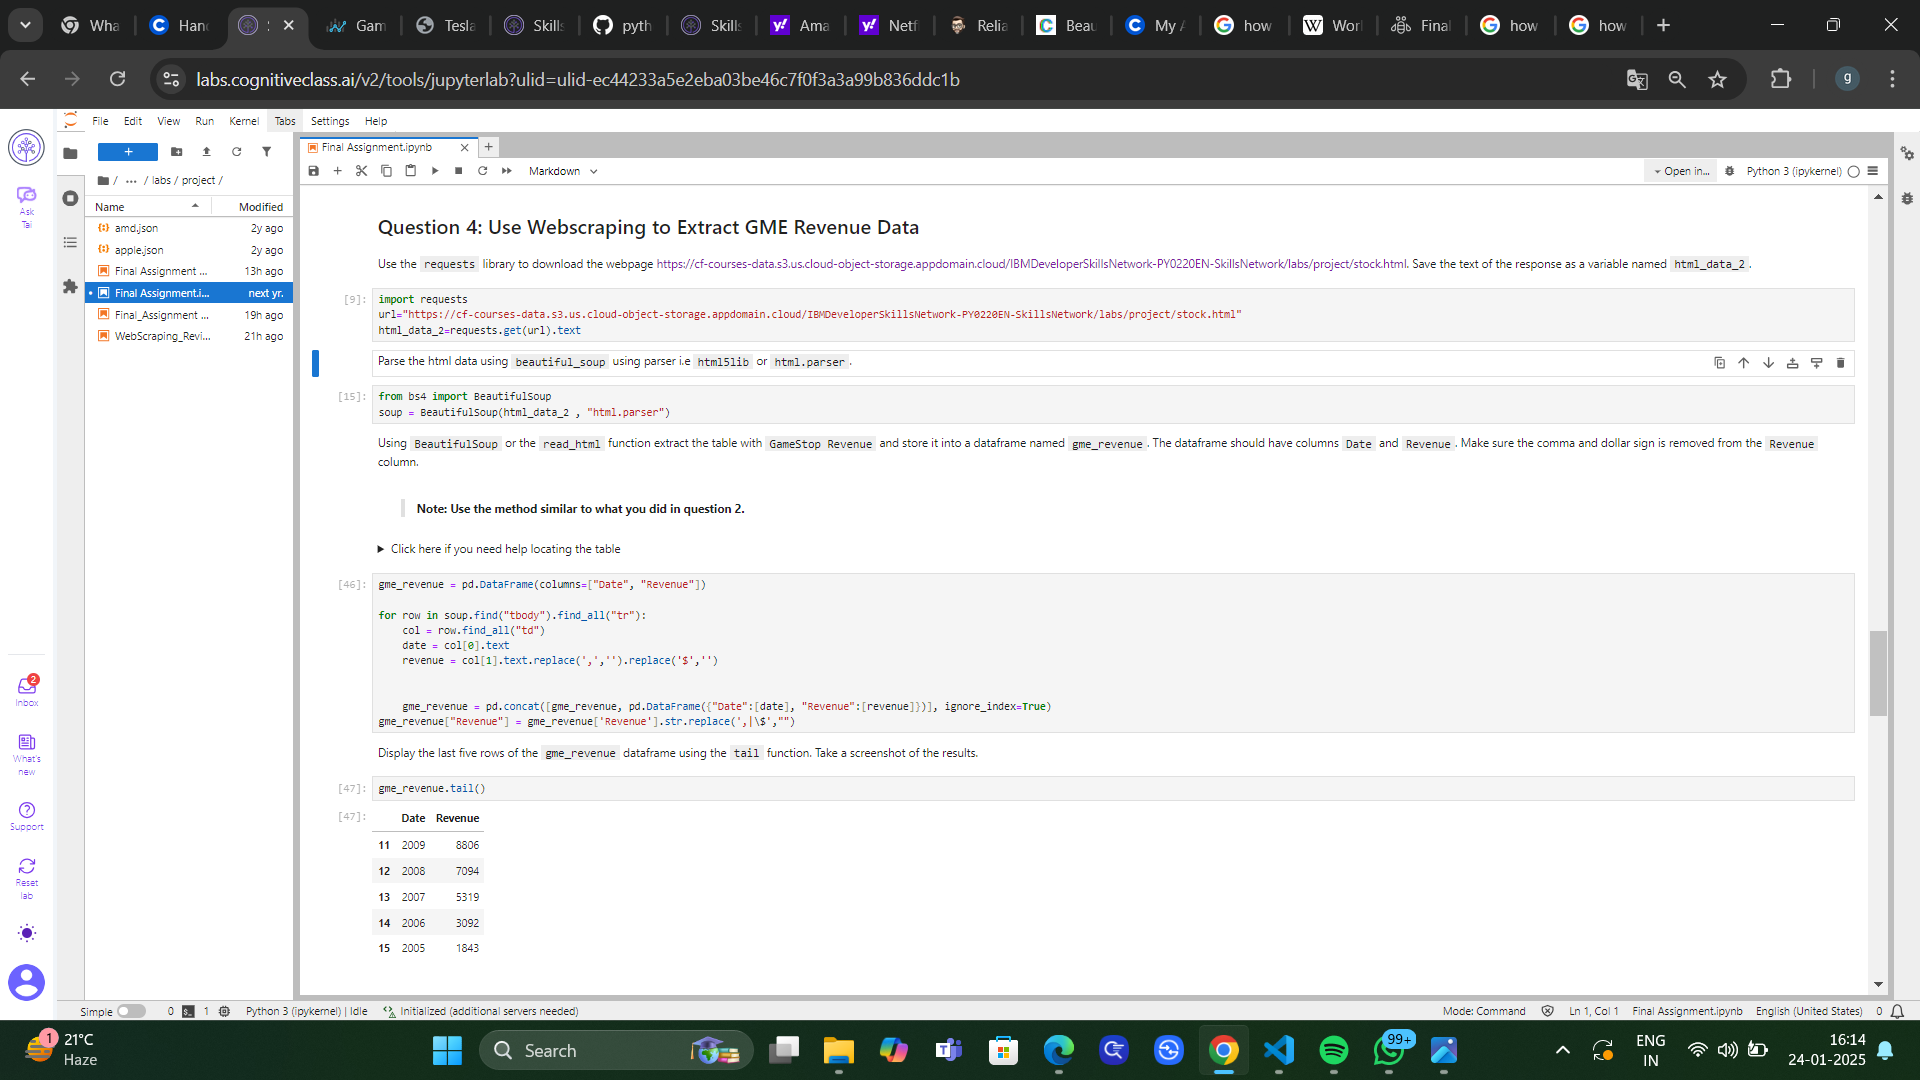 Wha
Hanc
S
Gam
Tesla
Skills
pyth
Skills
Ama
Netf
Relia
Beau
My A
how
Worl
Final
how
how
labs.cognitiveclass.ai/v2/tools/jupyterlab?ulid=ulid-ec44233a5e2eba03be46c7f0f3a3a99b836ddc1b
g
File Edit View Run Kernel Tabs Settings Help
Final Assignment.ipynb
Markdown
Open in...
Python 3 (ipykernel)
/ ... / labs / project /
Name Modified
amd.json 2y ago
apple.json 2y ago
Final Assignment ... 13h ago
Final Assignment.i... next yr.
Final_Assignment ... 19h ago
WebScraping_Revi... 21h ago
Ask
Tai
2
Inbox
What's
new
Support
Reset
lab
Question 4: Use Webscraping to Extract GME Revenue Data
Use the requests library to download the webpage https://cf-courses-data.s3.us.cloud-object-storage.appdomain.cloud/IBMDeveloperSkillsNetwork-PY0220EN-SkillsNetwork/labs/project/stock.html. Save the text of the response as a variable named html_data_2.
[9]: import requests
url="https://cf-courses-data.s3.us.cloud-object-storage.appdomain.cloud/IBMDeveloperSkillsNetwork-PY0220EN-SkillsNetwork/labs/project/stock.html"
html_data_2=requests.get(url).text
Parse the html data using beautiful_soup using parser i.e html5lib or html.parser.
[15]: from bs4 import BeautifulSoup
soup = BeautifulSoup(html_data_2 , "html.parser")
Using BeautifulSoup or the read_html function extract the table with GameStop Revenue and store it into a dataframe named gme_revenue. The dataframe should have columns Date and Revenue. Make sure the comma and dollar sign is removed from the Revenue
column.
Note: Use the method similar to what you did in question 2.
Click here if you need help locating the table
[46]: gme_revenue = pd.DataFrame(columns=["Date", "Revenue"])
for row in soup.find("tbody").find_all("tr"):
col = row.find_all("td")
date = col[0].text
revenue = col[1].text.replace(',','').replace('$','')
gme_revenue = pd.concat([gme_revenue, pd.DataFrame({"Date":[date], "Revenue":[revenue]})], ignore_index=True)
gme_revenue["Revenue"] = gme_revenue['Revenue'].str.replace(',|\$',"")
Display the last five rows of the gme_revenue dataframe using the tail function. Take a screenshot of the results.
[47]: gme_revenue.tail()
[47]: Date Revenue
11 2009 8806
12 2008 7094
13 2007 5319
14 2006 3092
15 2005 1843
Simple 0 1 Python 3 (ipykernel) | Idle Initialized (additional servers needed)
Mode: Command Ln 1, Col 1 Final Assignment.ipynb English (United States) 0
1
21°C
Haze
Search
99+
ENG
IN
16:14
24-01-2025